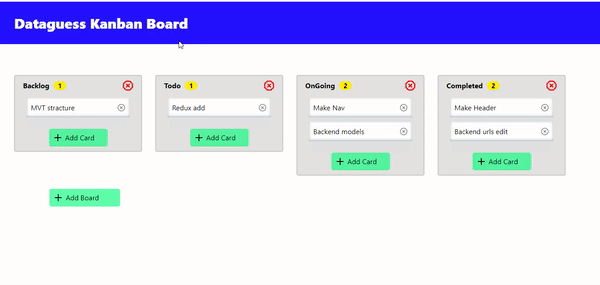 Dataguess Kanban Board
Backlog 1
MVT stracture
Add Card
Todo 1
Redux add
Add Card
OnGoing 2
Make Nav
Backend models
Add Card
Completed 2
Make Header
Backend urls edit
Add Card
Add Board